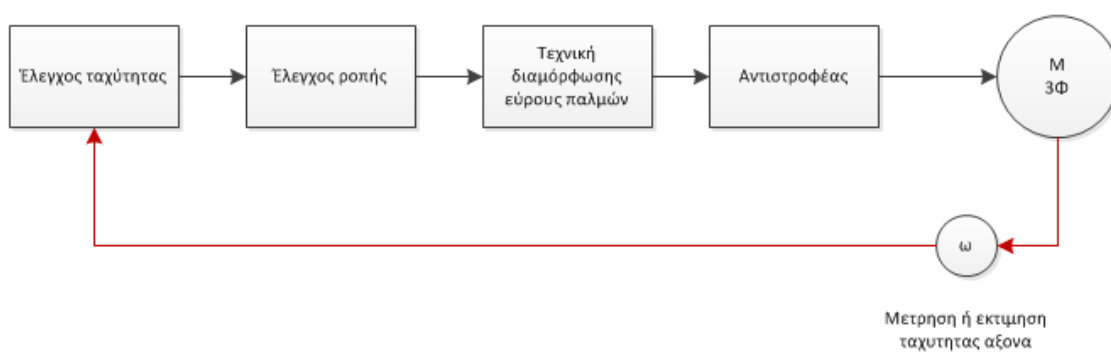 Έλεγχος ταχύτητας
Έλεγχος ροπής
Τεχνική
διαμόρφωσης
εύρους παλμών
Αντιστροφέας
Μ
3Φ
ω
Μετρηση ή εκτιμηση
ταχυτητας αξονα